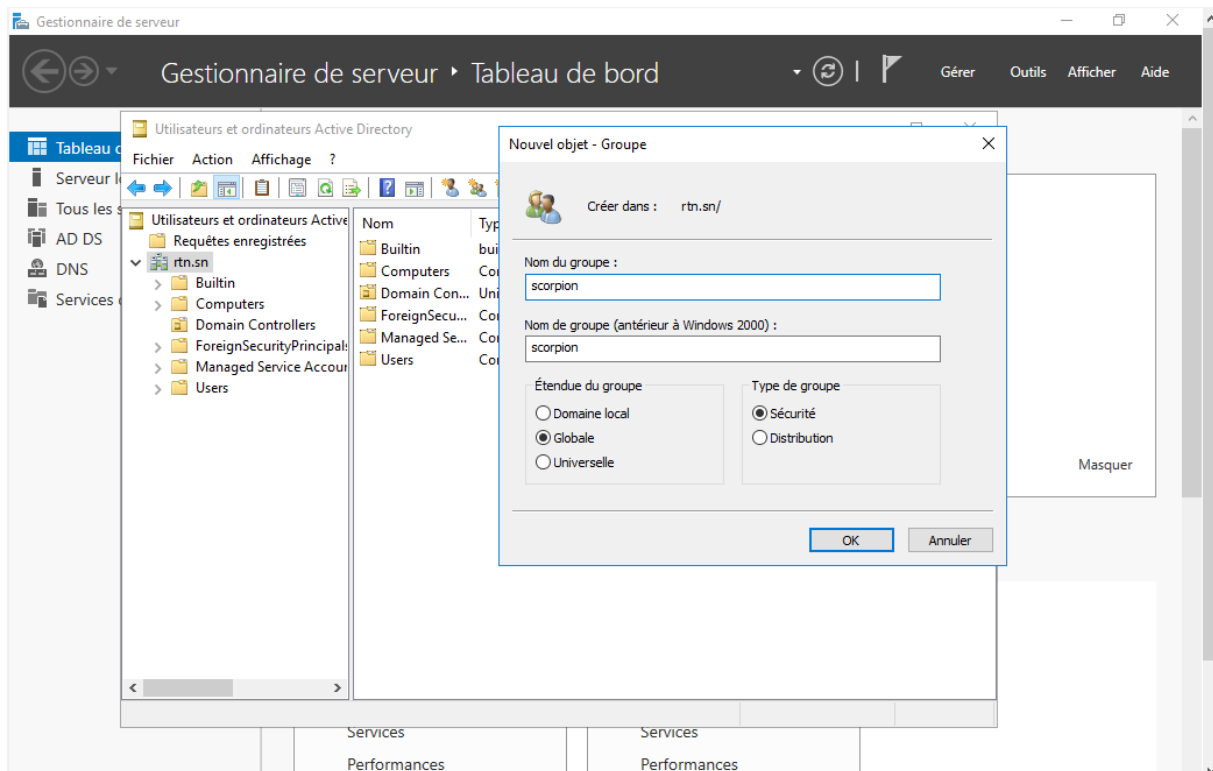 Gestionnaire de serveur
Gestionnaire de serveur • Tableau de bord
Gérer Outils Afficher Aide
Tableau d
Serveur l
Tous les s
AD DS
DNS
Services
Utilisateurs et ordinateurs Active Directory
Fichier Action Affichage ?
Utilisateurs et ordinateurs Active
Requêtes enregistrées
rtn.sn
Builtin
Computers
Domain Controllers
ForeignSecurityPrincipal
Managed Service Accour
Users
Nom Typ
Builtin bui
Computers Co
Domain Con... Uni
ForeignSecu... Co
Managed Se... Co
Users Co
Nouvel objet - Groupe
Créer dans : rtn.sn/
Nom du groupe :
scorpion
Nom de groupe (antérieur à Windows 2000) :
scorpion
Étendue du groupe
Domaine local
Globale
Universelle
Type de groupe
Sécurité
Distribution
OK Annuler
Masquer
Services Services
Performances Performances